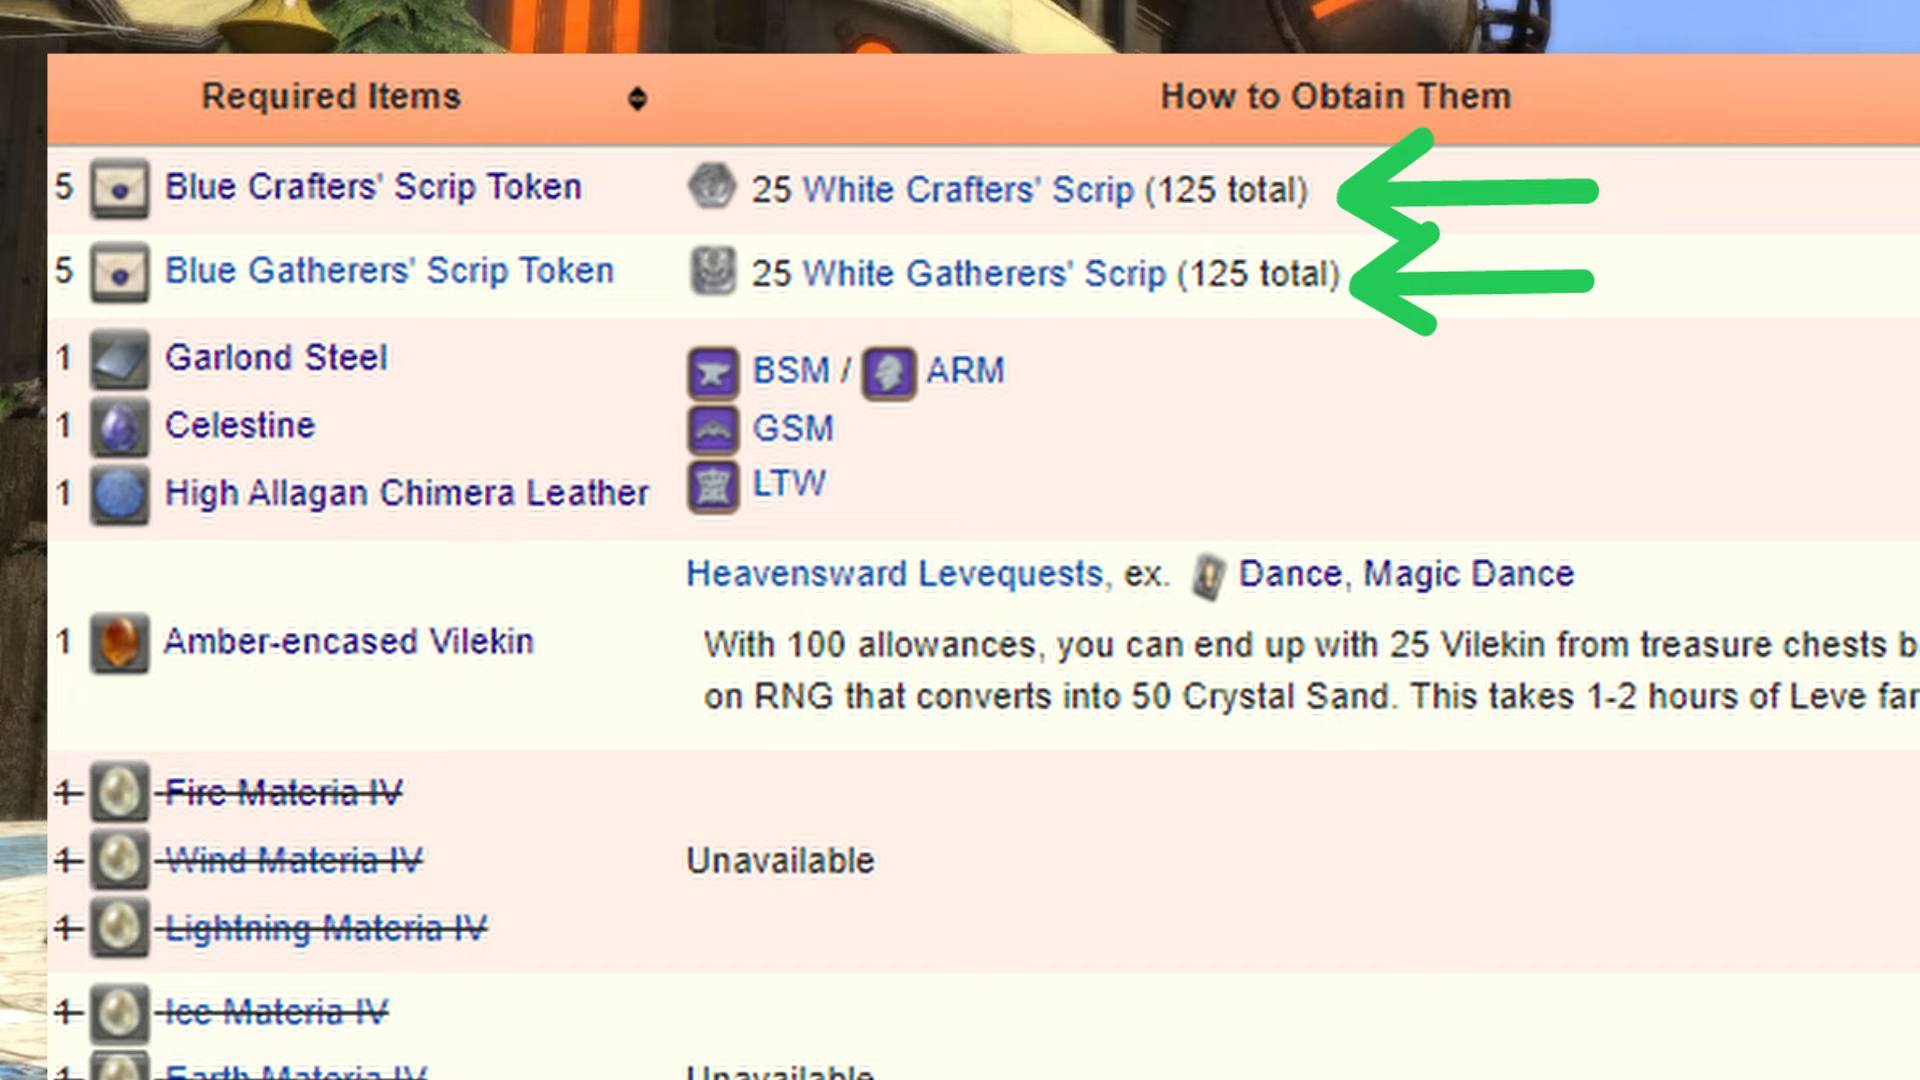 Required Items How to Obtain Them
5 Blue Crafters' Scrip Token 25 White Crafters' Scrip (125 total)
5 Blue Gatherers' Scrip Token 25 White Gatherers' Scrip (125 total)
1 Garlond Steel BSM / ARM
1 Celestine GSM
1 High Allagan Chimera Leather LTW
Heavensward Levequests, ex. Dance, Magic Dance
1 Amber-encased Vilekin With 100 allowances, you can end up with 25 Vilekin from treasure chests b
on RNG that converts into 50 Crystal Sand. This takes 1-2 hours of Leve far
1 Fire Materia IV
1 Wind Materia IV Unavailable
1 Lightning Materia IV
1 Ice Materia IV
1 Earth Materia IV Unavailable